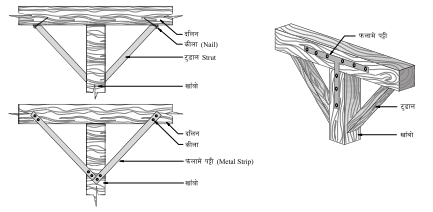 दलिन
कीला (Nail)
टुडाल Strut
खाँबो
दलिन
कीला
फलामे पट्टी (Metal Strip)
खाँबो
फलामे पट्टी
टुडाल
खाँबो